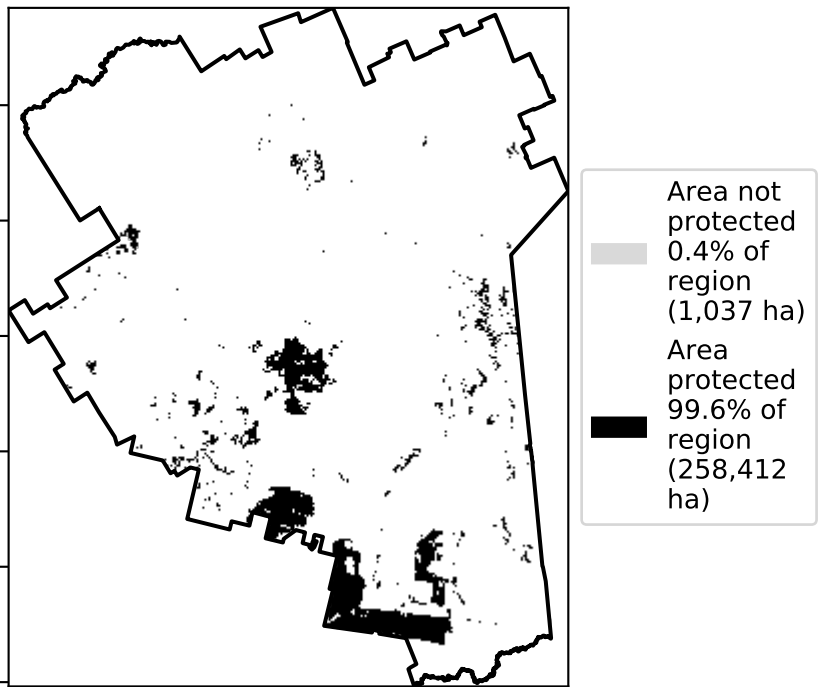 Area not
protected
0.4% of
region
(1,037 ha)
Area
protected
99.6% of
region
(258,412
ha)